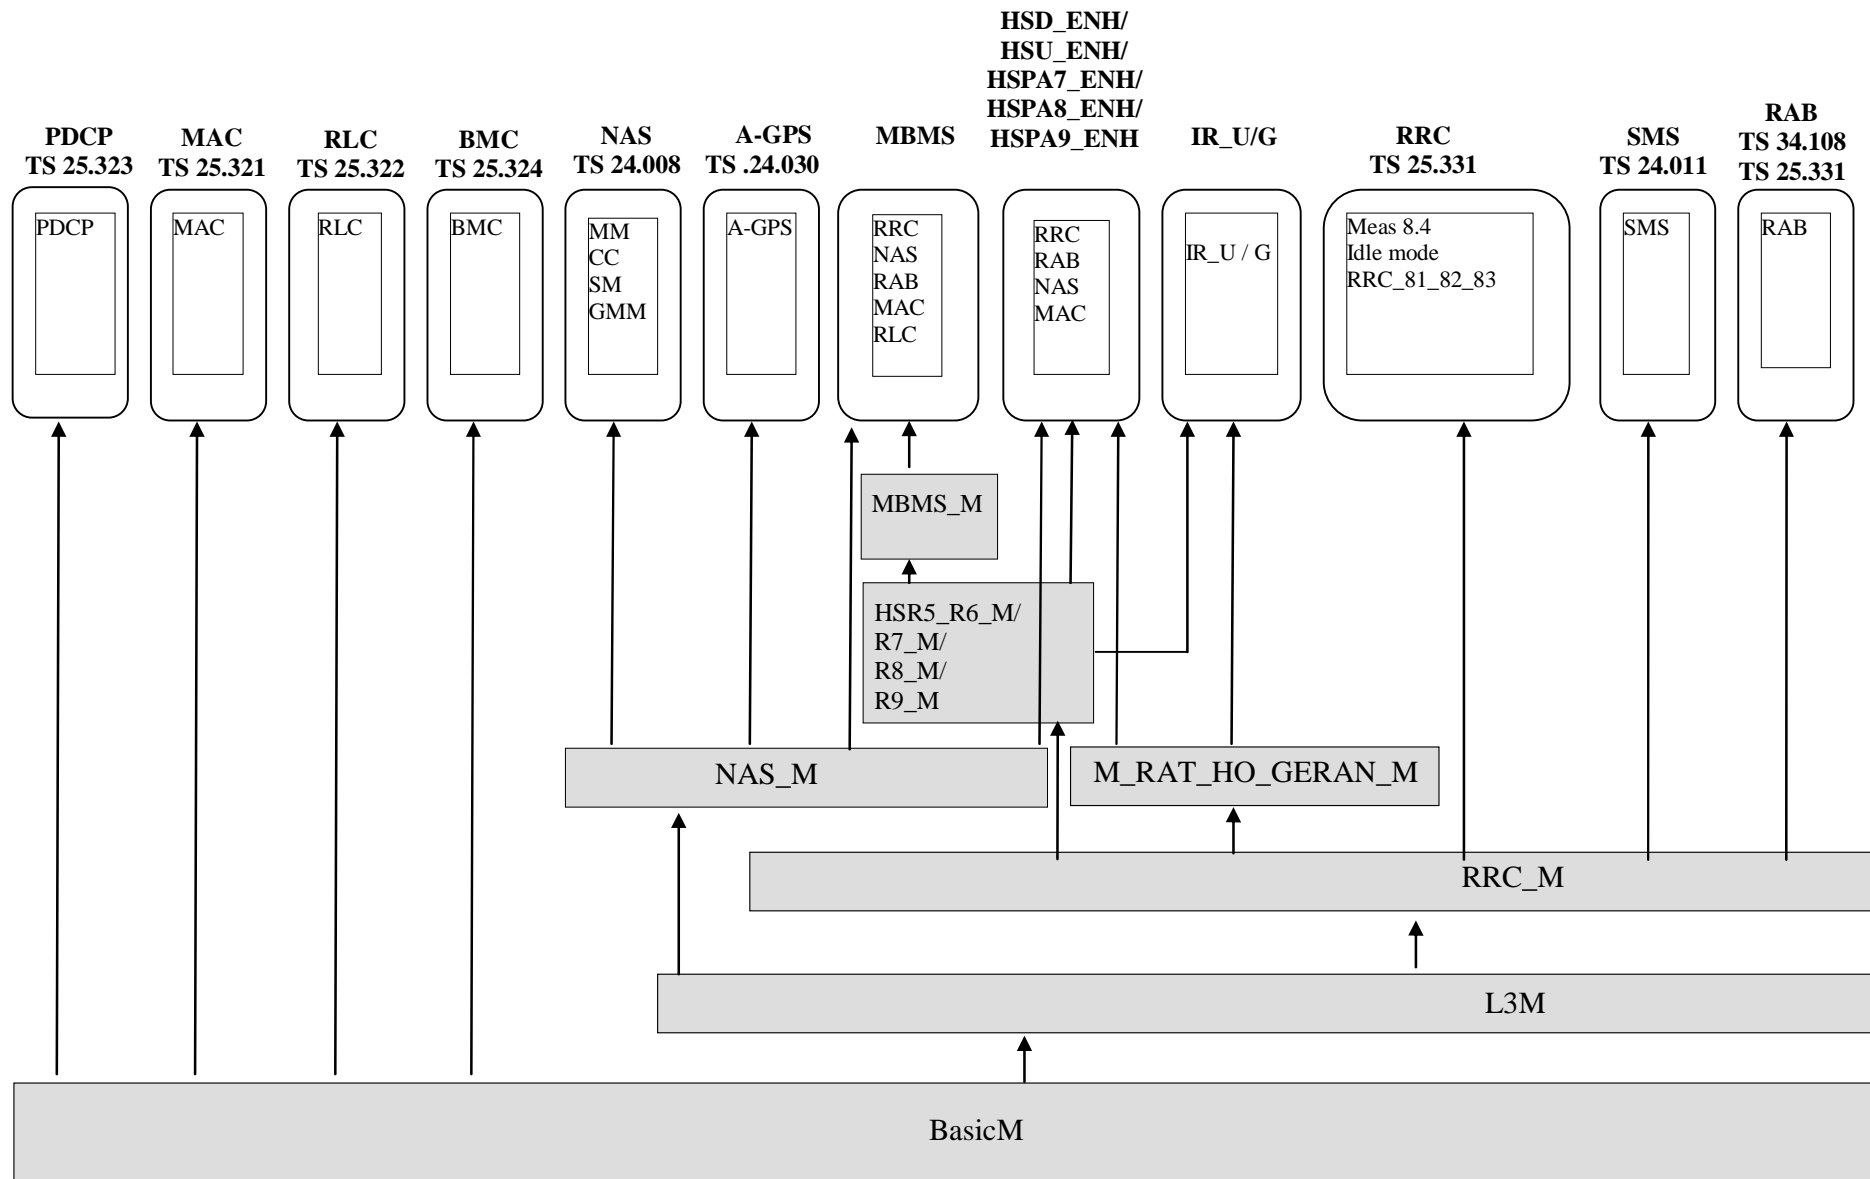 HSD_ENH/
HSU_ENH/
HSPA7_ENH/
HSPA8_ENH/
HSPA9_ENH
PDCP
TS 25.323
MAC
TS 25.321
RLC
TS 25.322
BMC
TS 25.324
NAS
TS 24.008
A-GPS
TS .24.030
MBMS
IR_U/G
RRC
TS 25.331
SMS
TS 24.011
RAB
TS 34.108
TS 25.331
PDCP
MAC
RLC
BMC
MM
CC
SM
GMM
A-GPS
RRC
NAS
RAB
MAC
RLC
RRC
RAB
NAS
MAC
IR_U / G
Meas 8.4
Idle mode
RRC_81_82_83
SMS
RAB
MBMS_M
HSR5_R6_M/
R7_M/
R8_M/
R9_M
NAS_M
M_RAT_HO_GERAN_M
RRC_M
L3M
BasicM